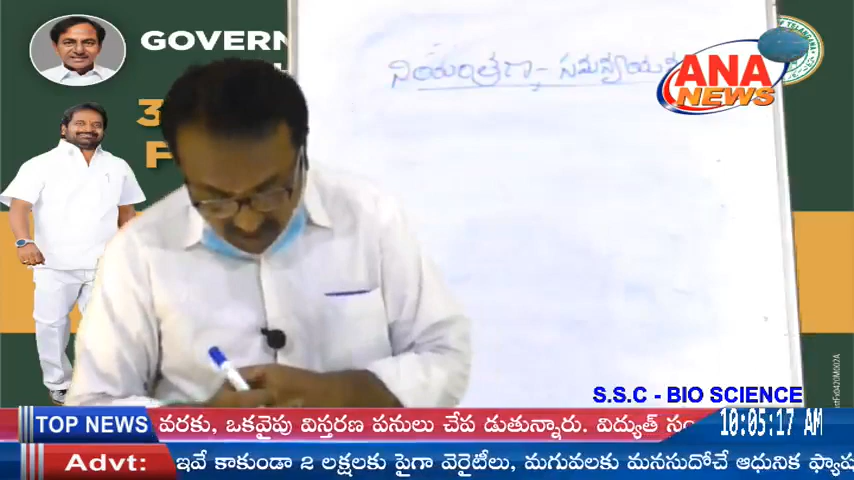 GOVERN
నియంత్రణ - సమన్వయ
ANA
NEWS
3
F
S.S.C - BIO SCIENCE
TOP NEWS వరకు, ఒకవైపు విస్తరణ పనులు చేప డుతున్నారు. విద్యుత్ 10:05:17 AM
Advt: ఇవే కాకుండా 2 లక్షలకు పైగా వెరైటీలు, మగువలకు మనసుదోచే ఆధునిక